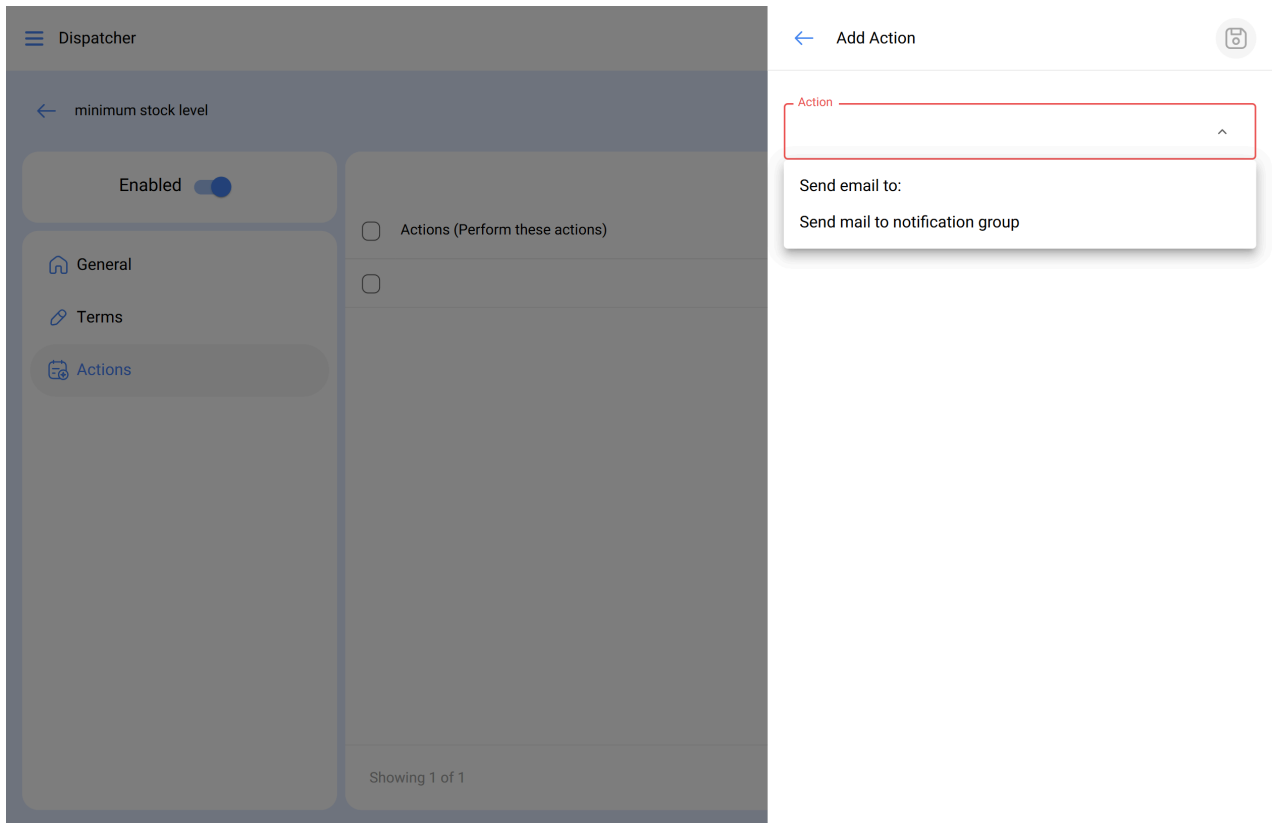 Dispatcher
minimum stock level
Enabled
General
Terms
Actions
Actions (Perform these actions)
Showing 1 of 1
Add Action
Action
Send email to:
Send mail to notification group